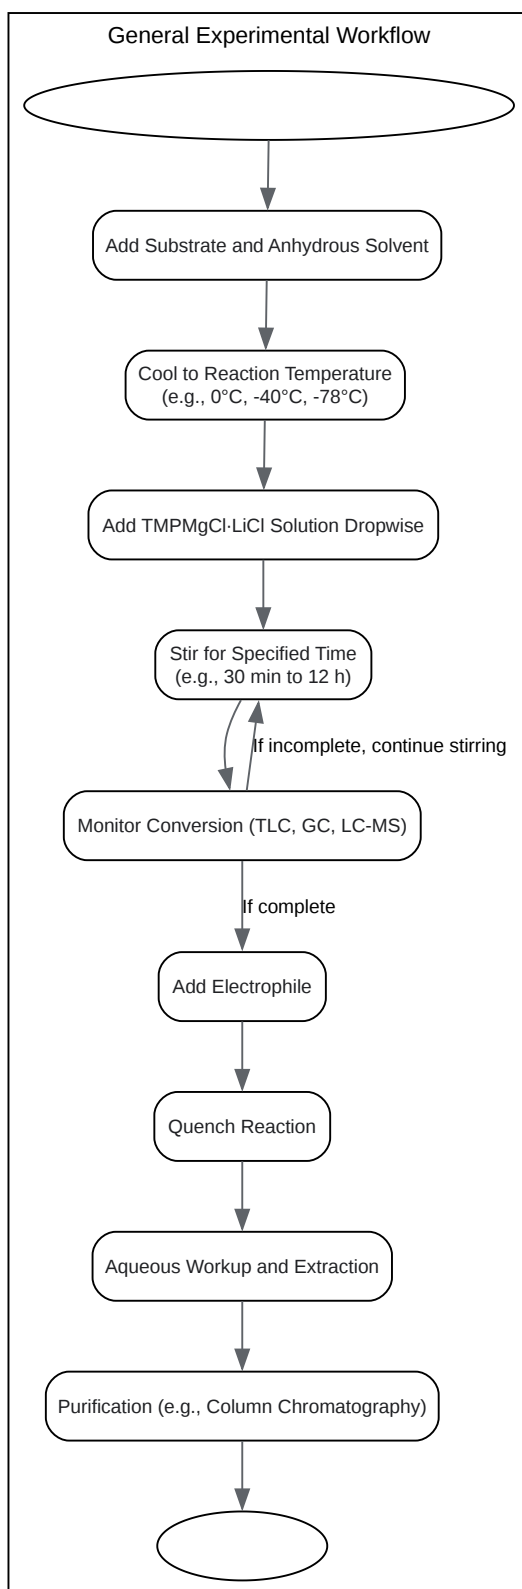 General Experimental Workflow
Add Substrate and Anhydrous Solvent
Cool to Reaction Temperature
(e.g., 0°C, -40°C, -78°C)
Add TMPMgCl·LiCl Solution Dropwise
Stir for Specified Time
(e.g., 30 min to 12 h)
If incomplete, continue stirring
Monitor Conversion (TLC, GC, LC-MS)
If complete
Add Electrophile
Quench Reaction
Aqueous Workup and Extraction
Purification (e.g., Column Chromatography)